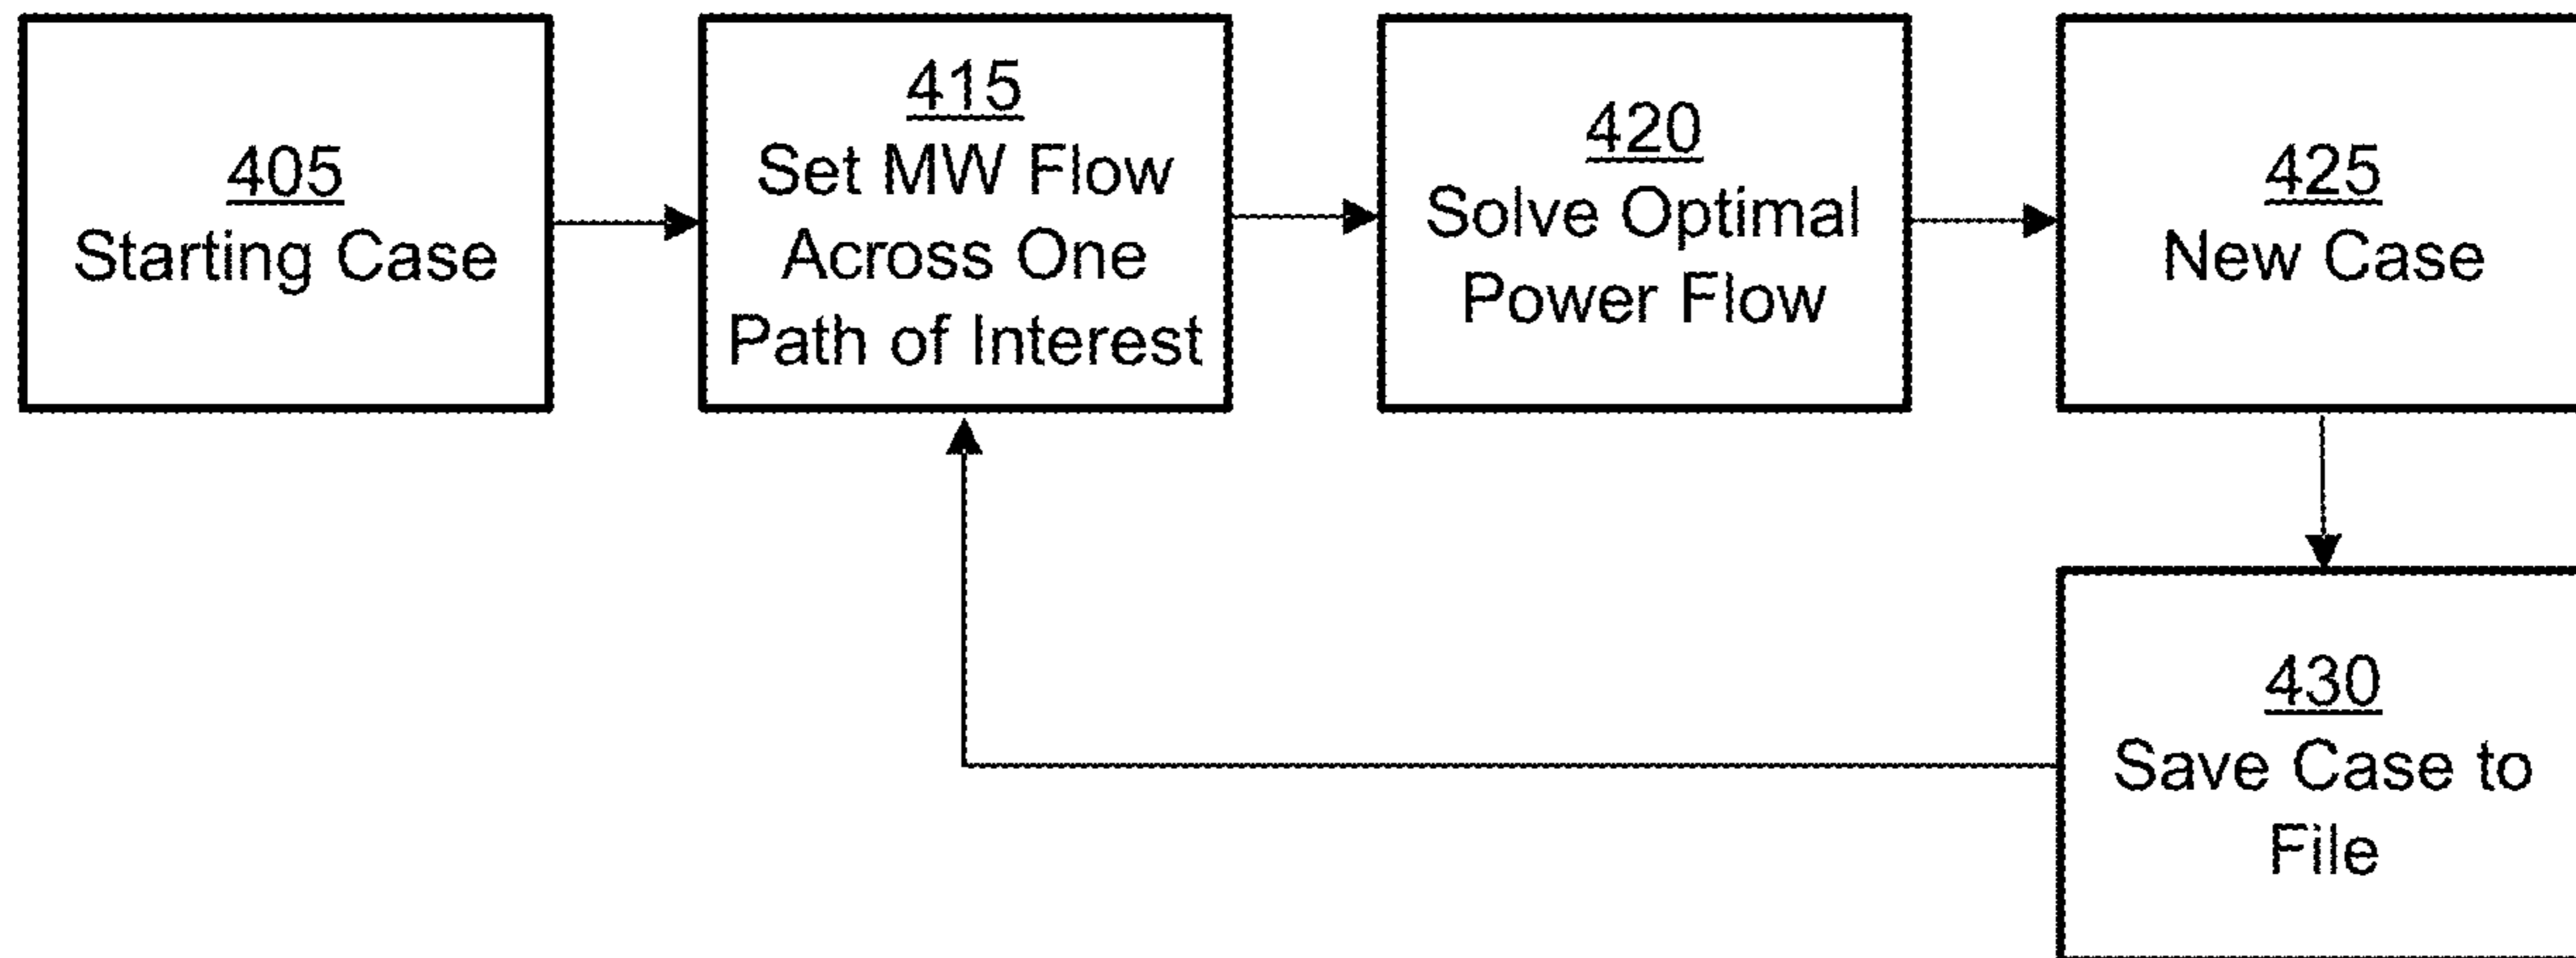 405
Starting Case
415
Set MW Flow
Across One
Path of Interest
420
Solve Optimal
Power Flow
425
New Case
430
Save Case to
File